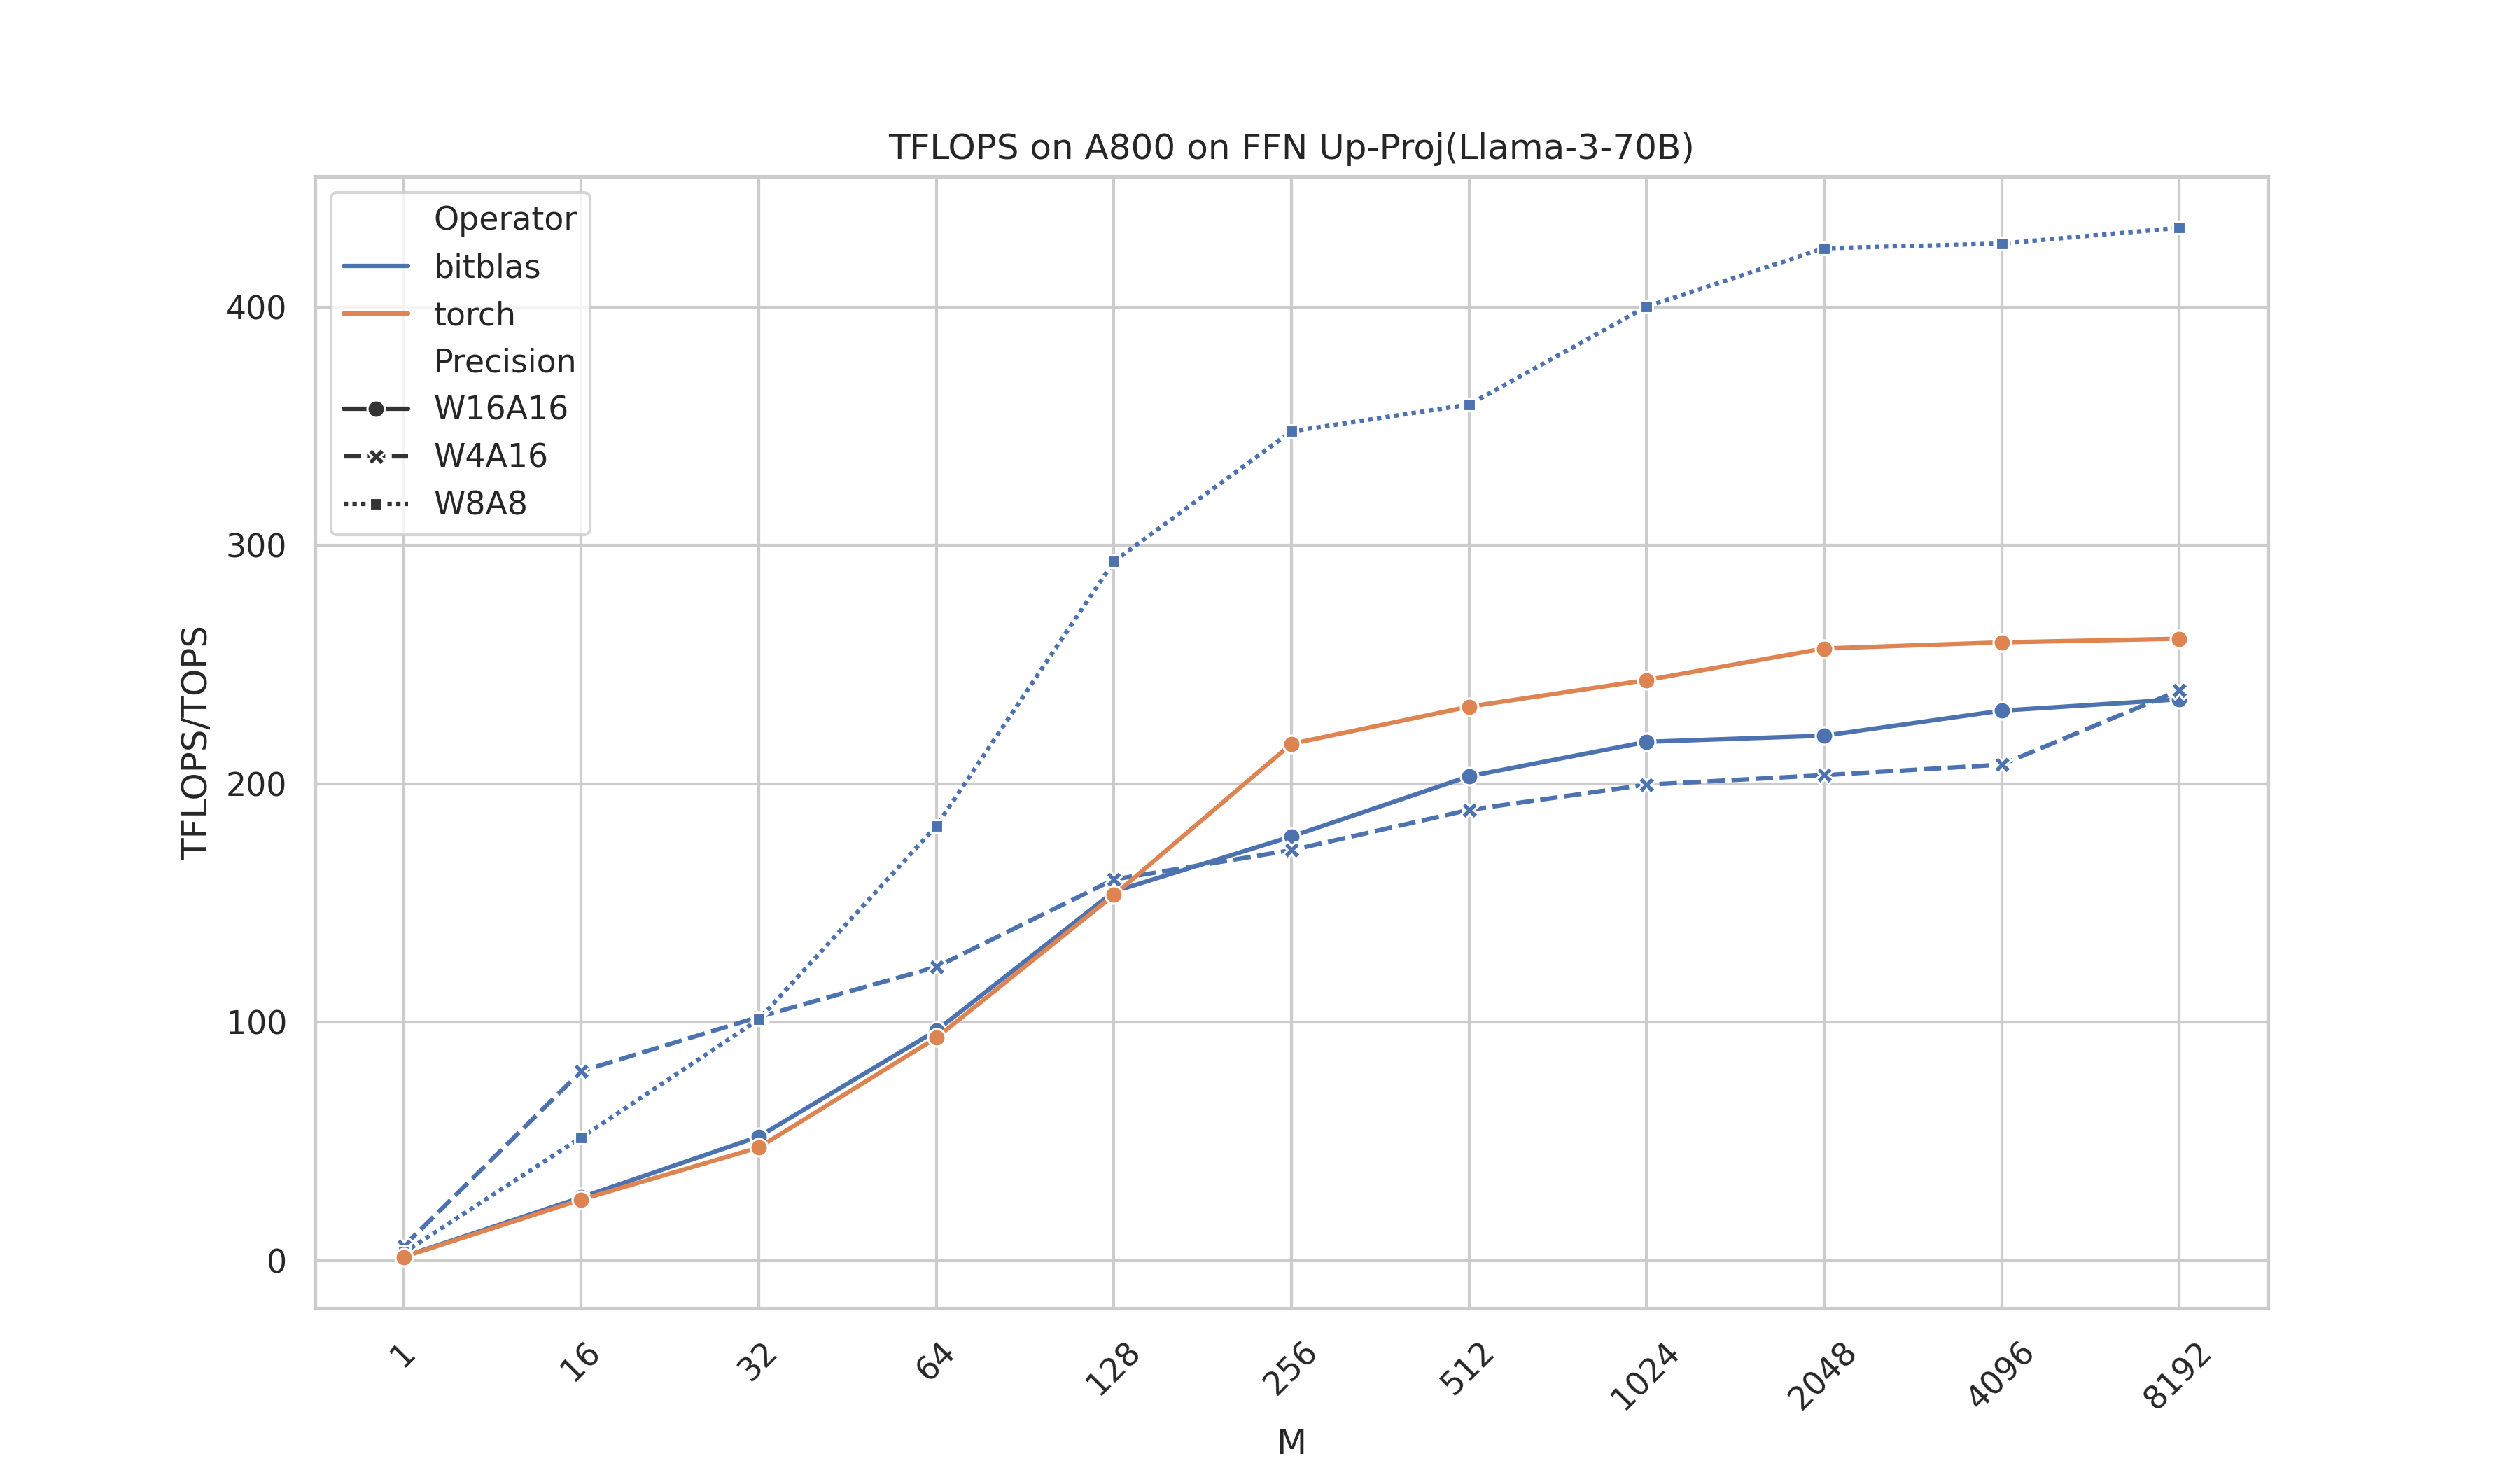 TFLOPS on A800 on FFN Up-Proj(Llama-3-70B)
Operator
bitblas
torch
Precision
W16A16
W4A16
W8A8
TFLOPS/TOPS
400
300
200
100
0
1
16
32
64
128
256
512
1024
2048
4096
8192
M